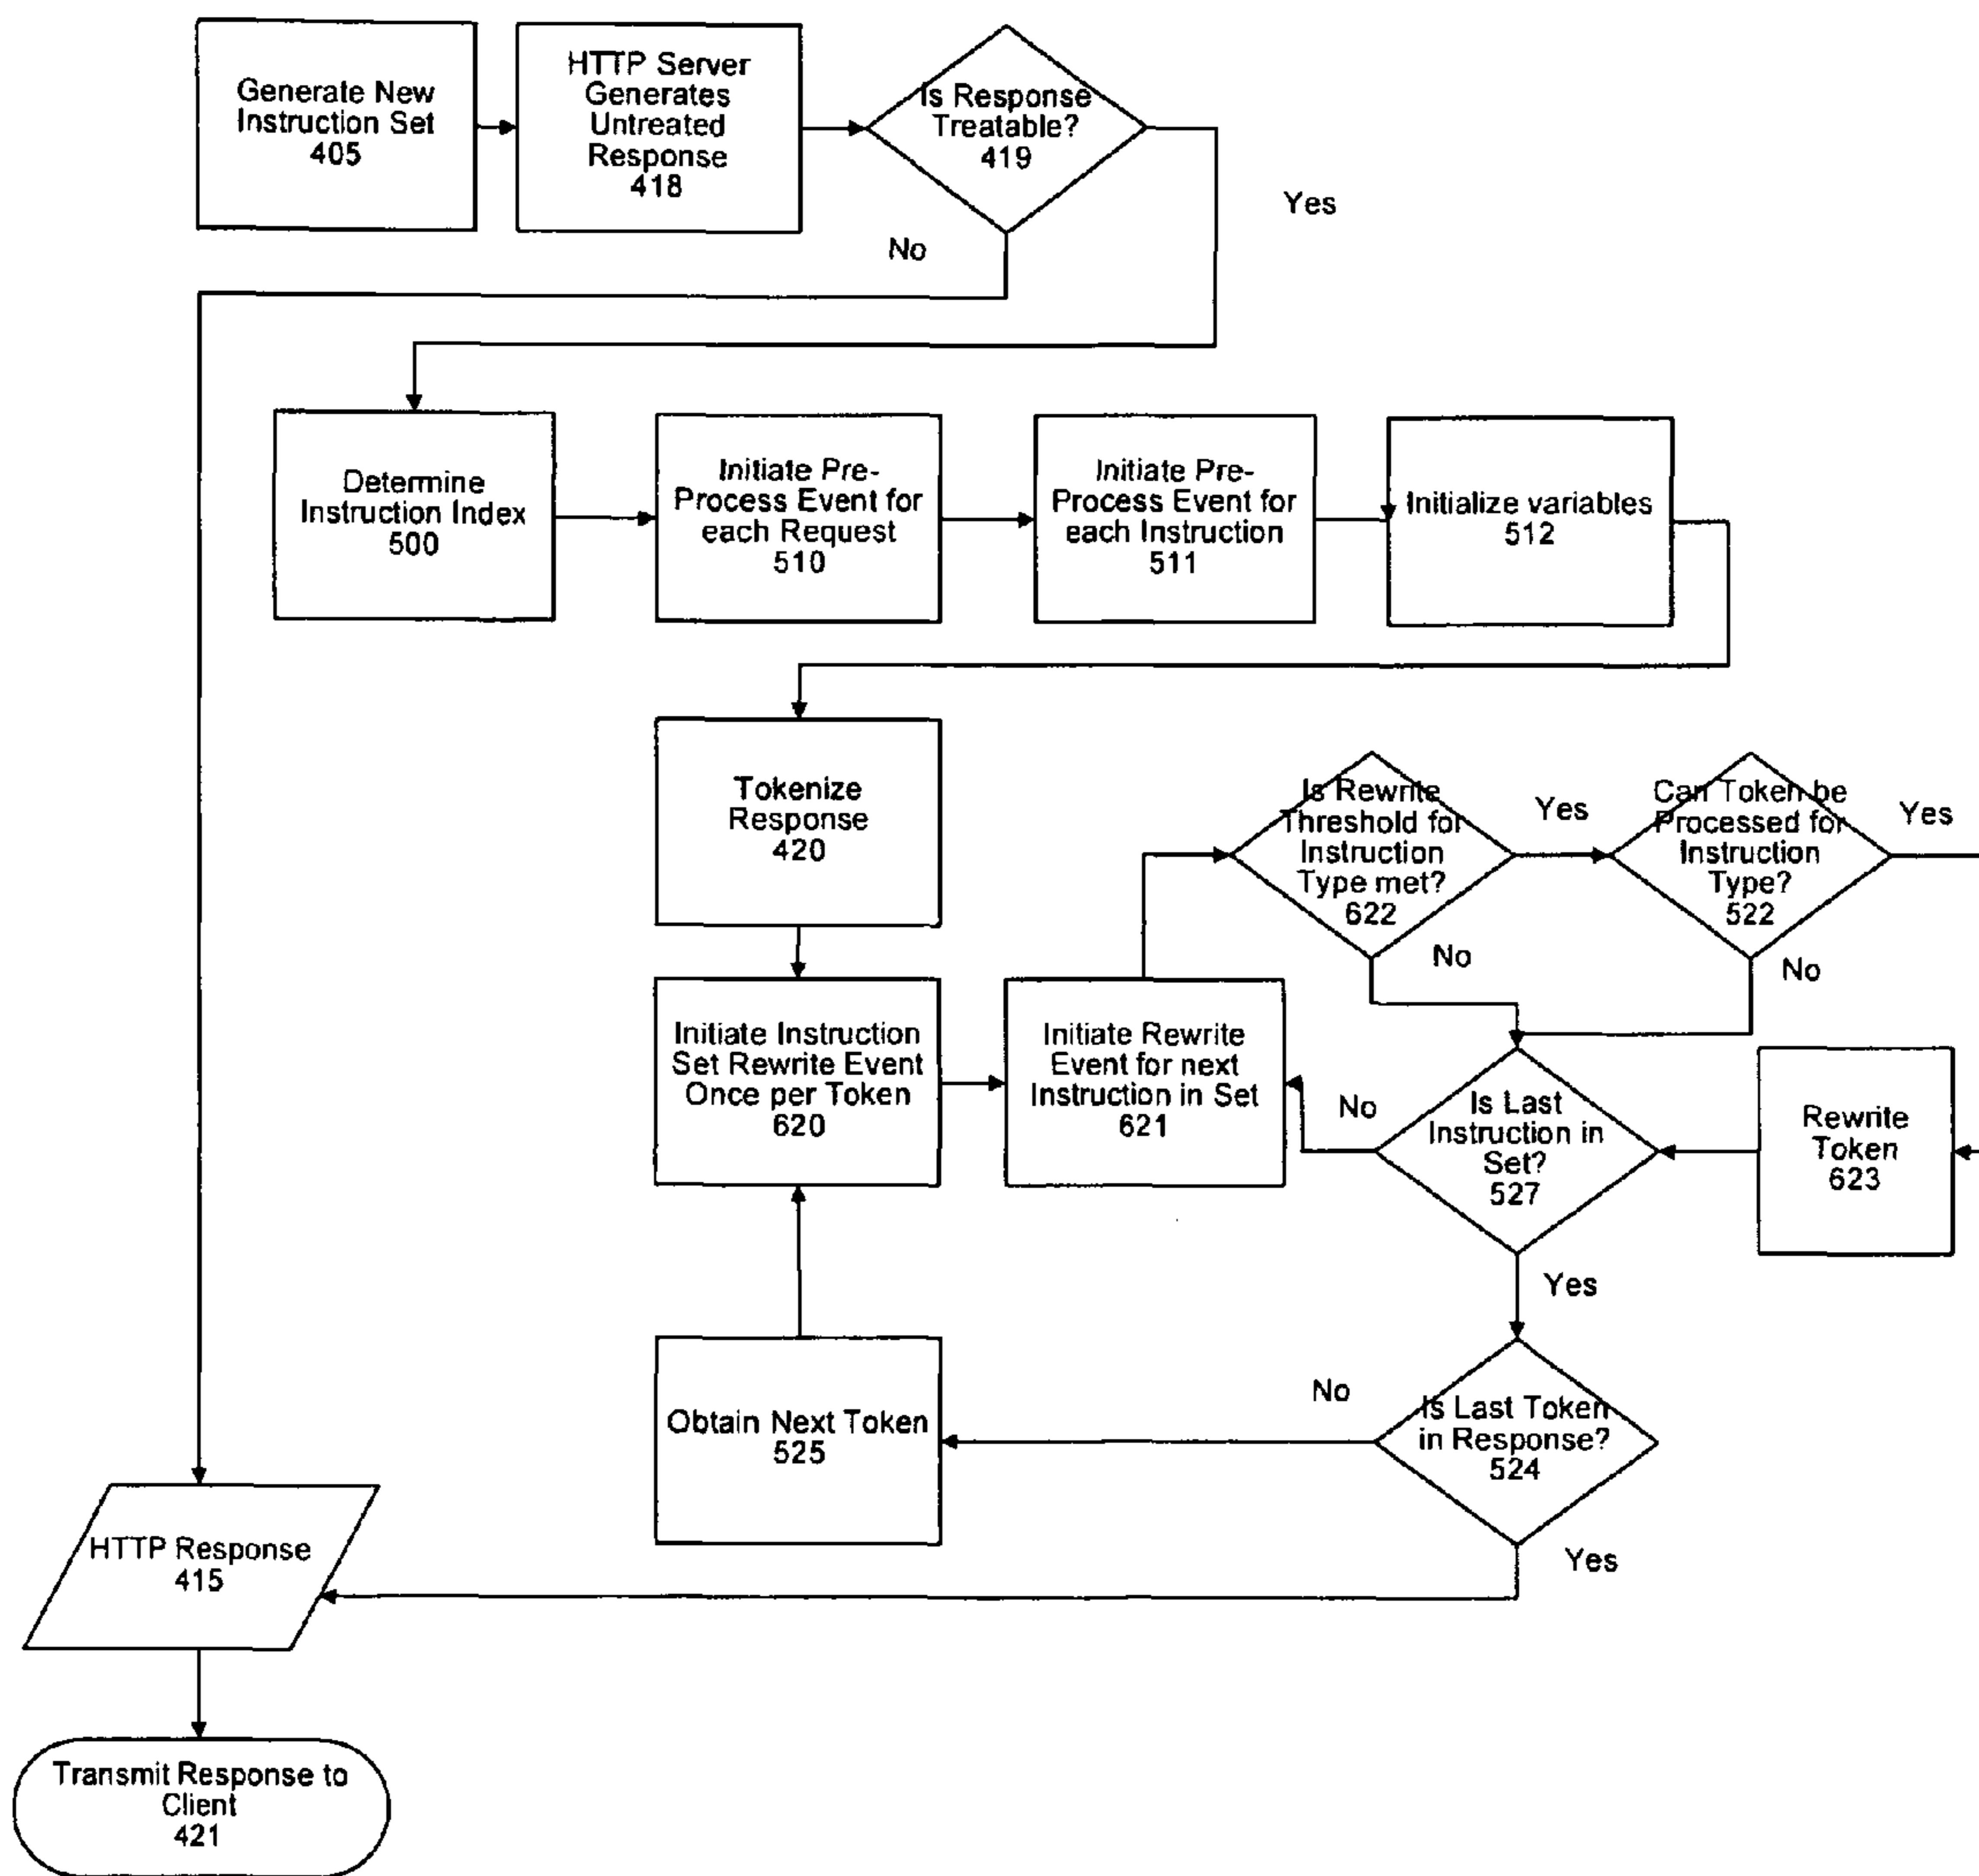 Generate New
Instruction Set
405
HTTP Server
Generates
Untreated
Response
418
Is Response
Treatable?
419
Yes
No
Determine
Instruction Index
500
Initiate Pre-
Process Event for
each Request
510
Initiate Pre-
Process Event for
each Instruction
511
Initialize variables
512
Tokenize
Response
420
Is Rewrite
Threshold for
Instruction
Type met?
622
Yes
Can Token be
Processed for
Instruction
Type?
522
Yes
No
No
Initiate Instruction
Set Rewrite Event
Once per Token
620
Initiate Rewrite
Event for next
Instruction in Set
621
No
Is Last
Instruction in
Set?
527
Rewrite
Token
623
Yes
Obtain Next Token
525
No
Is Last Token
in Response?
524
Yes
HTTP Response
415
Transmit Response to
Client
421